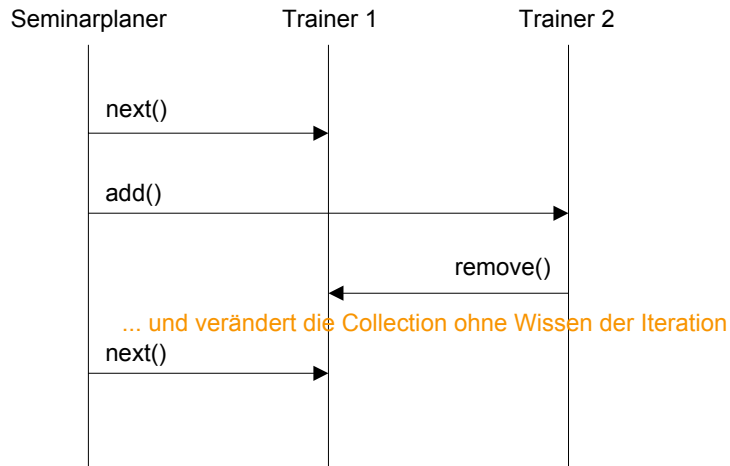 Seminarplaner Trainer 1 Trainer 2
next()
add()
remove()
... und verändert die Collection ohne Wissen der Iteration
next()